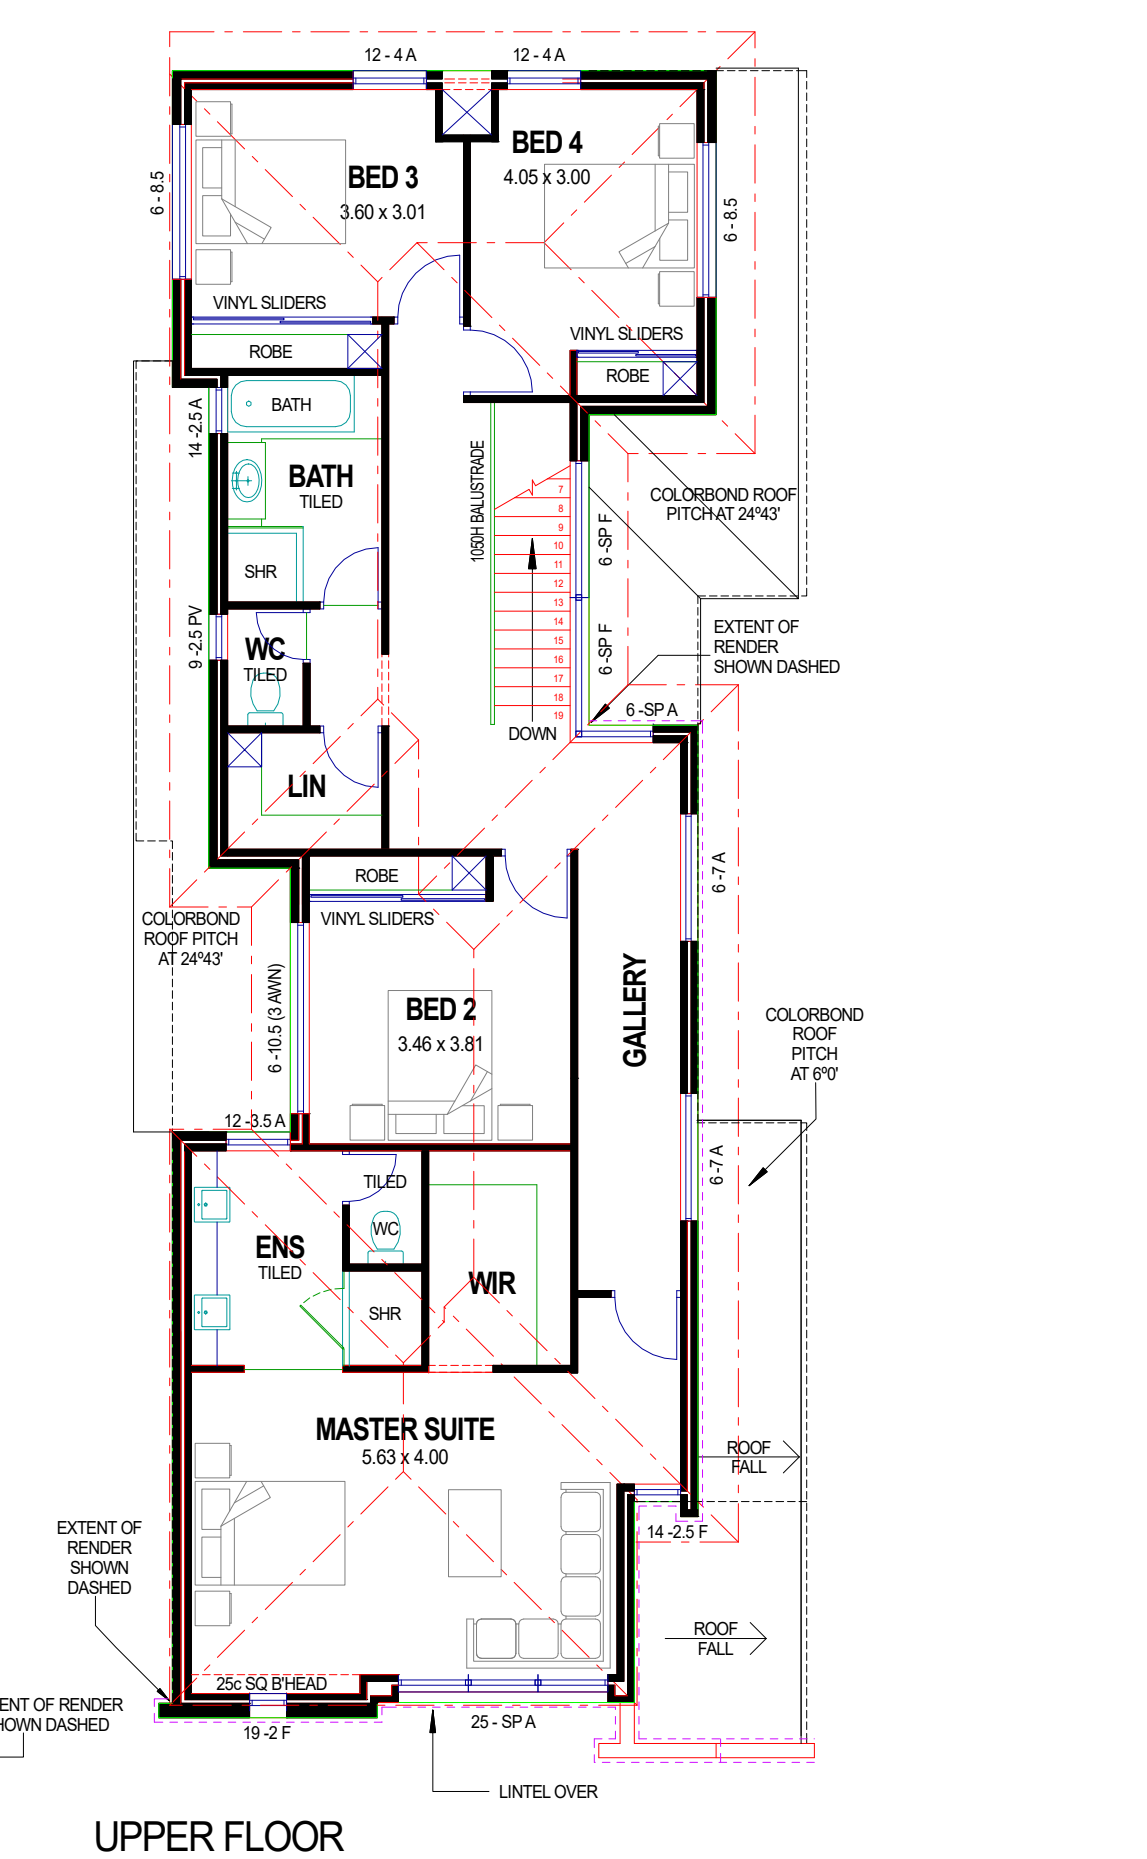 12 - 4 A
12 - 4 A
BED 4
4.05 x 3.00
BED 3
3.60 x 3.01
6 - 8.5
6 - 8.5
VINYL SLIDERS
VINYL SLIDERS
ROBE
ROBE
14 -2.5 A
BATH
BATH
TILED
1050H BALUSTRADE
7
8
9
10
11
12
13
14
15
16
17
18
19
COLORBOND ROOF
PITCH AT 24º43'
6 -SP F
6 -SP F
SHR
9 -2.5 PV
WC
TILED
EXTENT OF
RENDER
SHOWN DASHED
6 -SP A
DOWN
LIN
ROBE
VINYL SLIDERS
6 -7 A
COLORBOND
ROOF PITCH
AT 24º43'
6 -10.5 (3 AWN)
BED 2
3.46 x 3.81
GALLERY
COLORBOND
ROOF
PITCH
AT 6º0'
12 -3.5 A
6 -7 A
TILED
WC
ENS
TILED
WIR
SHR
MASTER SUITE
5.63 x 4.00
ROOF
FALL
EXTENT OF
RENDER
SHOWN
DASHED
14 -2.5 F
ROOF
FALL
25c SQ B'HEAD
ENT OF RENDER
HOWN DASHED
19 -2 F
25 - SP A
LINTEL OVER
UPPER FLOOR